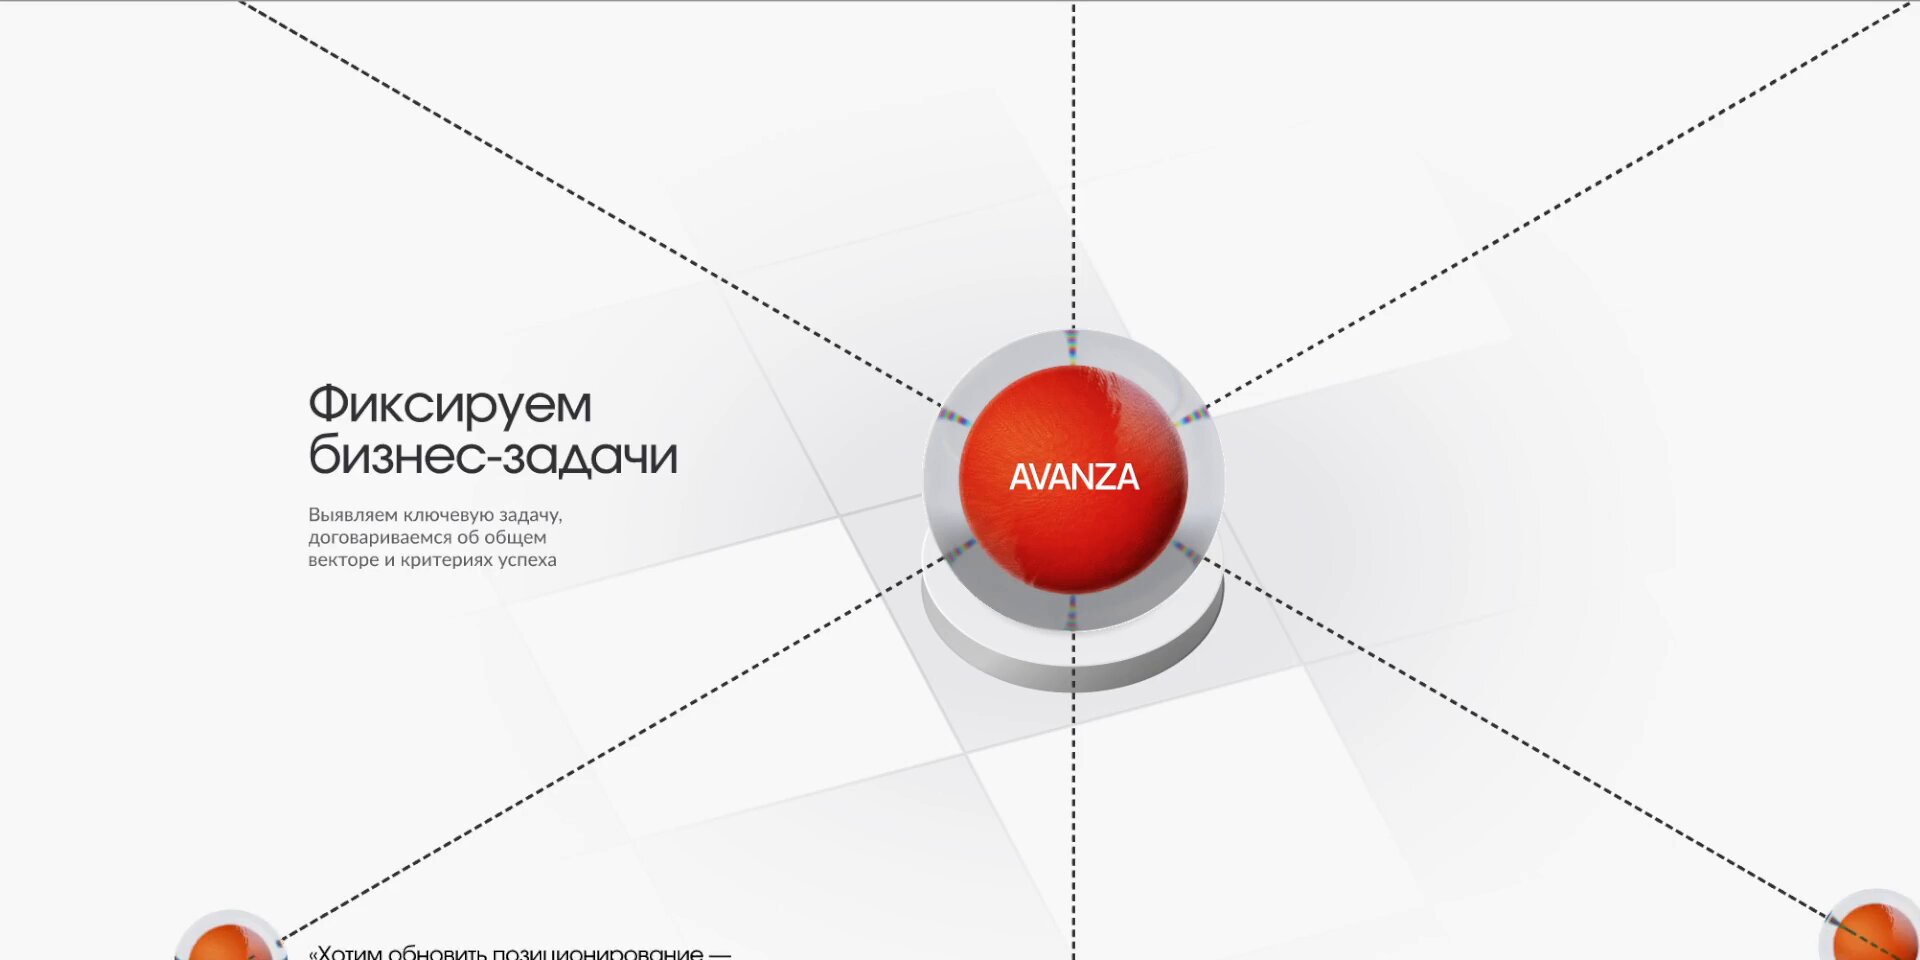 Фиксируем
бизнес-задачи
Выявляем ключевую задачу,
договариваемся об общем
векторе и критериях успеха
AVANZA
«Хотим обновить позиционирование —